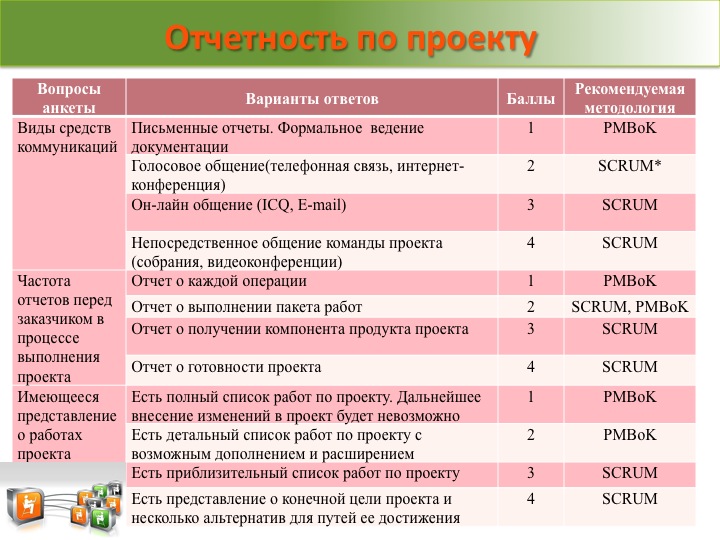 Отчетность по проекту
Вопросы
анкеты
Варианты ответов
Баллы
Рекомендуемая
методология
Виды средств
коммуникаций
Письменные отчеты. Формальное ведение
документации
1
PMBoK
Голосовое общение(телефонная связь, интернет-
конференция)
2
SCRUM*
Он-лайн общение (ICQ, E-mail)
3
SCRUM
Непосредственное общение команды проекта
(собрания, видеоконференции)
4
SCRUM
Частота
отчетов перед
заказчиком в
процессе
выполнения
проекта
Отчет о каждой операции
1
PMBoK
Отчет о выполнении пакета работ
2
SCRUM, PMBoK
Отчет о получении компонента продукта проекта
3
SCRUM
Отчет о готовности проекта
4
SCRUM
Имеющееся
представление
о работах
проекта
Есть полный список работ по проекту. Дальнейшее
внесение изменений в проект будет невозможно
1
PMBoK
Есть детальный список работ по проекту с
возможным дополнением и расширением
2
PMBoK
Есть приблизительный список работ по проекту
3
SCRUM
Есть представление о конечной цели проекта и
несколько альтернатив для путей ее достижения
4
SCRUM